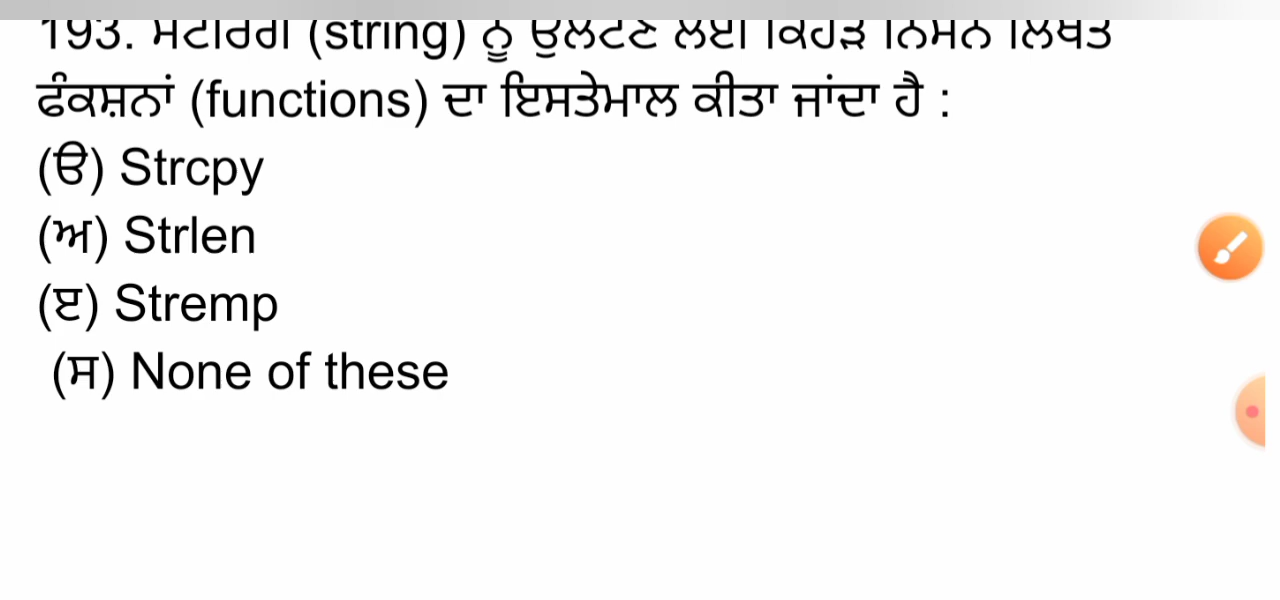 193. ਸਟਰਿੰਗ (string) ਨੂੰ ਉਲਟਣ ਲਈ ਕਿਹੜੇ ਨਿਮਨ ਲਿਖਤ
ਫੰਕਸ਼ਨਾਂ (functions) ਦਾ ਇਸਤੇਮਾਲ ਕੀਤਾ ਜਾਂਦਾ ਹੈ :
(ੳ) Strcpy
(ਅ) Strlen
(ੲ) Stremp
(ਸ) None of these